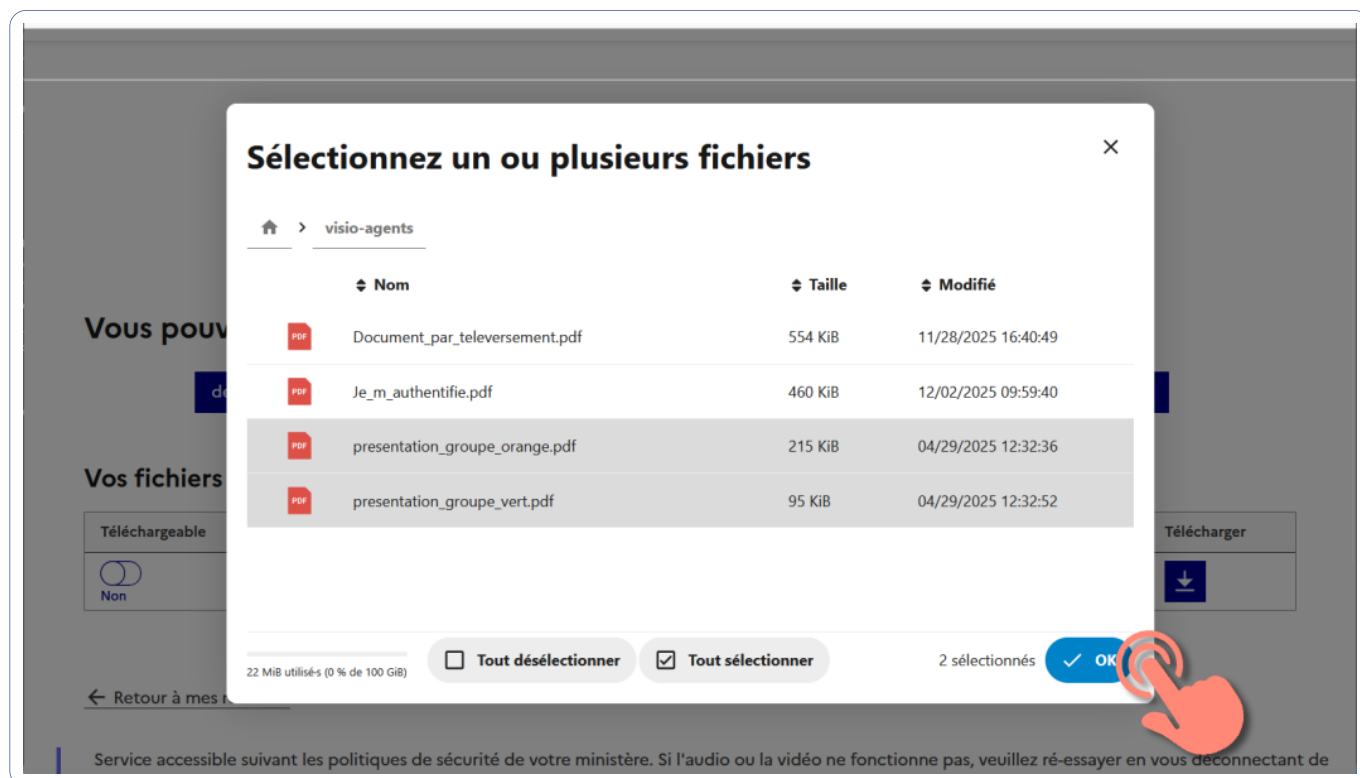 Sélectionnez un ou plusieurs fichiers
visio-agents
Nom Taille Modifié
PDF Document_par_televersement.pdf 554 KiB 11/28/2025 16:40:49
PDF Je_m_authentifie.pdf 460 KiB 12/02/2025 09:59:40
PDF presentation_groupe_orange.pdf 215 KiB 04/29/2025 12:32:36
PDF presentation_groupe_vert.pdf 95 KiB 04/29/2025 12:32:52
22 MiB utilisé·s (0 % de 100 GiB) Tout désélectionner Tout sélectionner 2 sélectionnés OK
Vous
Vos fichiers
Téléchargeable Télécharger
Non
Retour à mes
Service accessible suivant les politiques de sécurité de votre ministère. Si l'audio ou la vidéo ne fonctionne pas, veuillez ré-essayer en vous déconnectant de